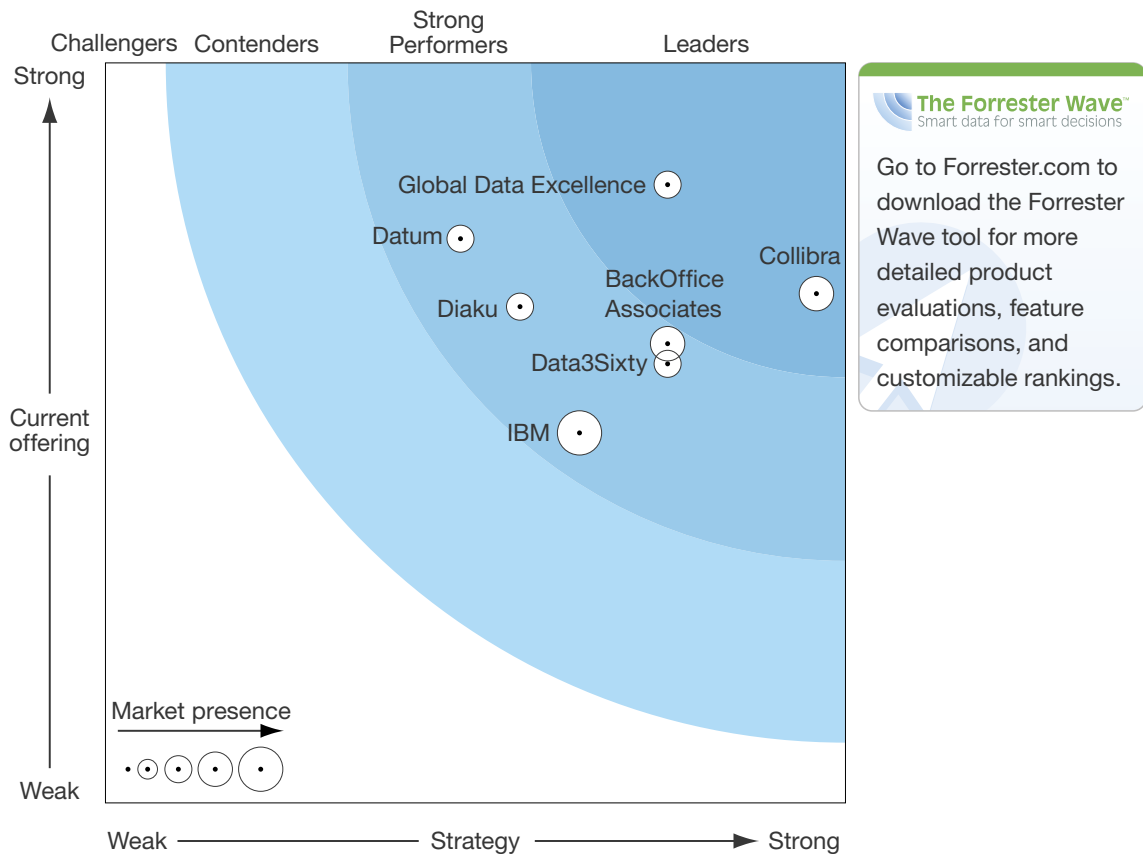 Challengers
Contenders
Strong
Performers
Leaders
Strong
Current
offering
Weak
Global Data Excellence
Datum
Collibra
BackOffice
Associates
Diaku
Data3Sixty
IBM
Market presence
Weak
Strategy
Strong
The Forrester Wave™
Smart data for smart decisions
Go to Forrester.com to
download the Forrester
Wave tool for more
detailed product
evaluations, feature
comparisons, and
customizable rankings.